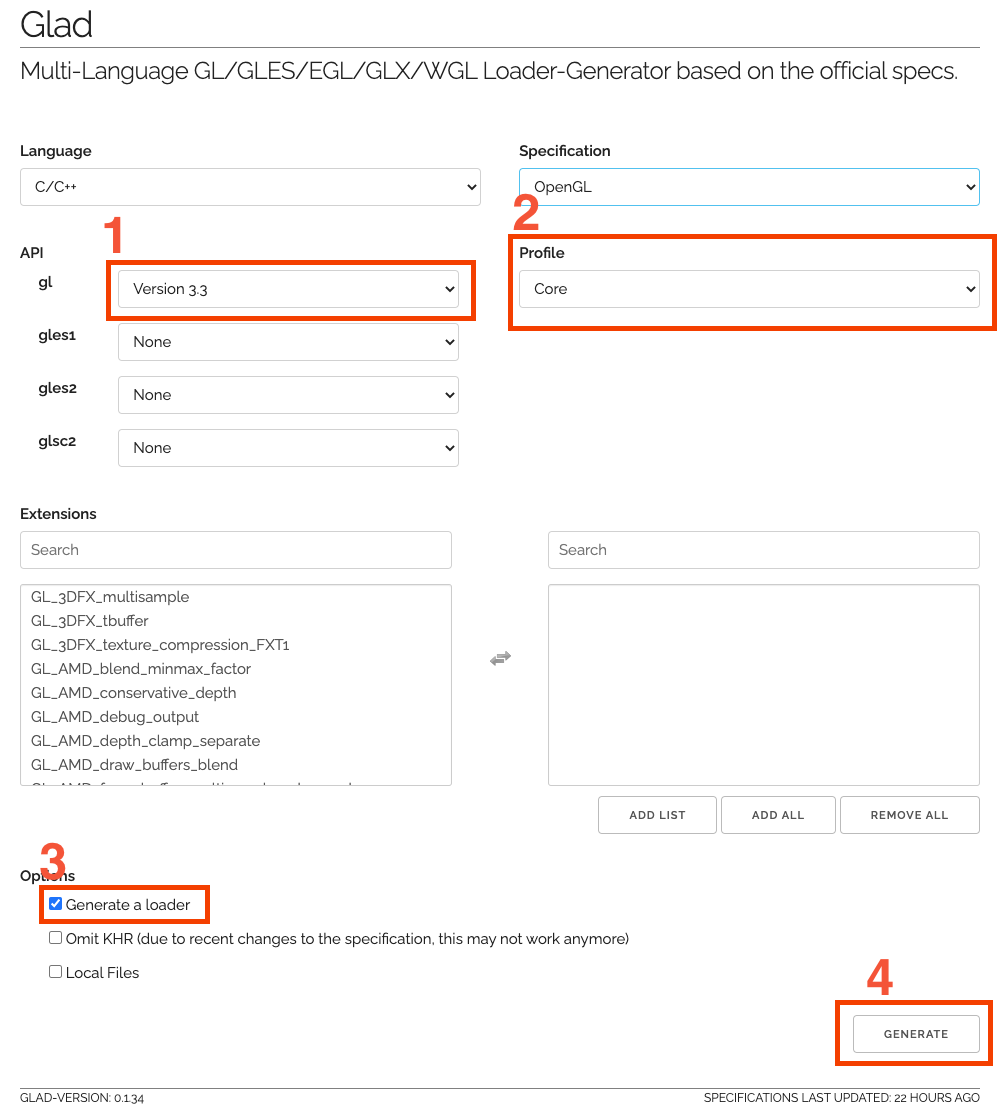 Glad
Multi-Language GL/GLES/EGL/GLX/WGL Loader-Generator based on the official specs.
Language
Specification
C/C++
OpenGL
1
2
API
Profile
gl
Version 3.3
Core
gles1
None
gles2
None
glsc2
None
Extensions
Search
Search
GL_3DFX_multisample
GL_3DFX_tbuffer
GL_3DFX_texture_compression_FXT1
GL_AMD_blend_minmax_factor
GL_AMD_conservative_depth
GL_AMD_debug_output
GL_AMD_depth_clamp_separate
GL_AMD_draw_buffers_blend
ADD LIST
ADD ALL
REMOVE ALL
3
Options
Generate a loader
Omit KHR (due to recent changes to the specification, this may not work anymore)
Local Files
4
GENERATE
GLAD-VERSION: 0.1.34
SPECIFICATIONS LAST UPDATED: 22 HOURS AGO